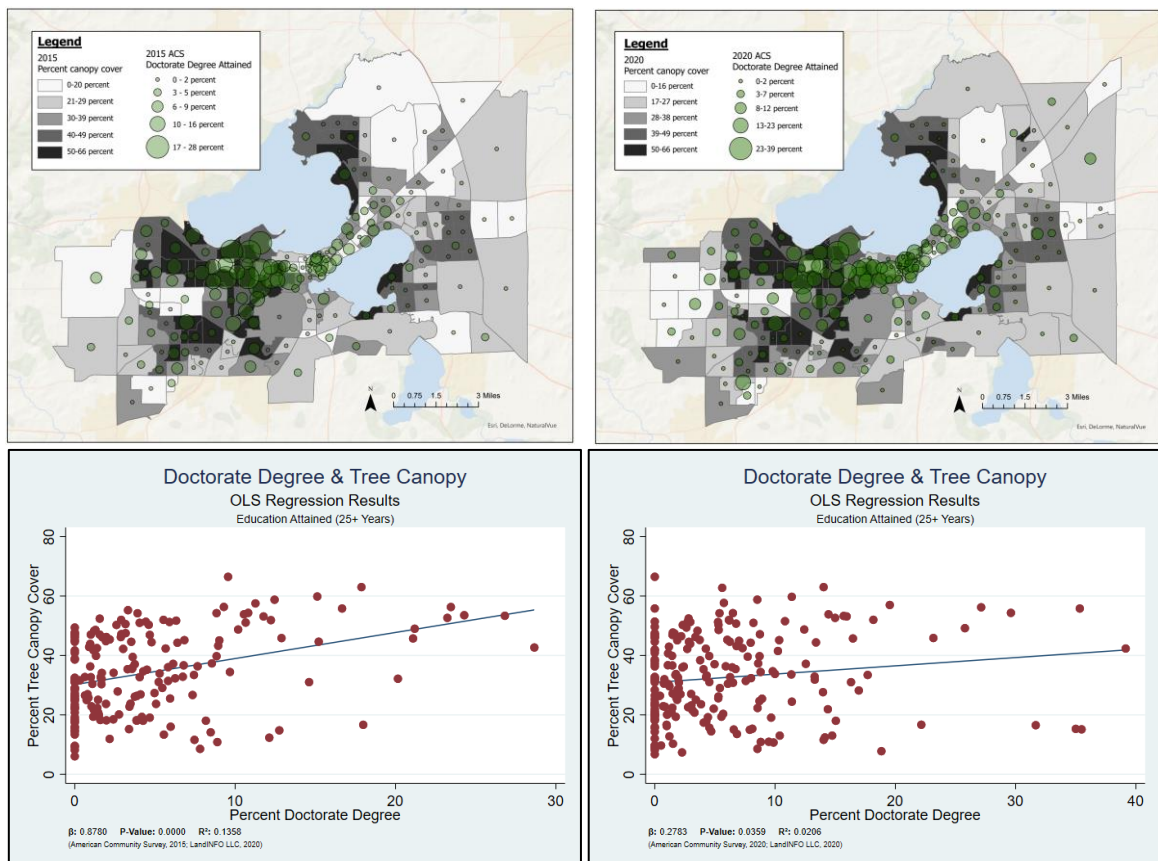 Legend
2015
Percent canopy cover
0-20 percent
21-29 percent
30-39 percent
40-49 percent
50-66 percent
2015 ACS
Doctorate Degree Attained
0 - 2 percent
3 - 5 percent
6 - 9 percent
10 - 16 percent
17 - 28 percent
N
0 0.75 1.5 3 Miles
Esri, DeLorme, NaturalVue
Legend
2020
Percent canopy cover
0-16 percent
17-27 percent
28-38 percent
39-49 percent
50-66 percent
2020 ACS
Doctorate Degree Attained
0-2 percent
3-7 percent
8-12 percent
13-23 percent
23-39 percent
N
0 0.75 1.5 3 Miles
Esri, DeLorme, NaturalVue
Doctorate Degree & Tree Canopy
OLS Regression Results
Education Attained (25+ Years)
Percent Tree Canopy Cover
80
60
40
20
0
0 10 20 30
Percent Doctorate Degree
β: 0.8780 P-Value: 0.0000 R²: 0.1358
(American Community Survey, 2015; LandINFO LLC, 2020)
Doctorate Degree & Tree Canopy
OLS Regression Results
Education Attained (25+ Years)
Percent Tree Canopy Cover
80
60
40
20
0
0 10 20 30 40
Percent Doctorate Degree
β: 0.2783 P-Value: 0.0359 R²: 0.0206
(American Community Survey, 2020; LandINFO LLC, 2020)